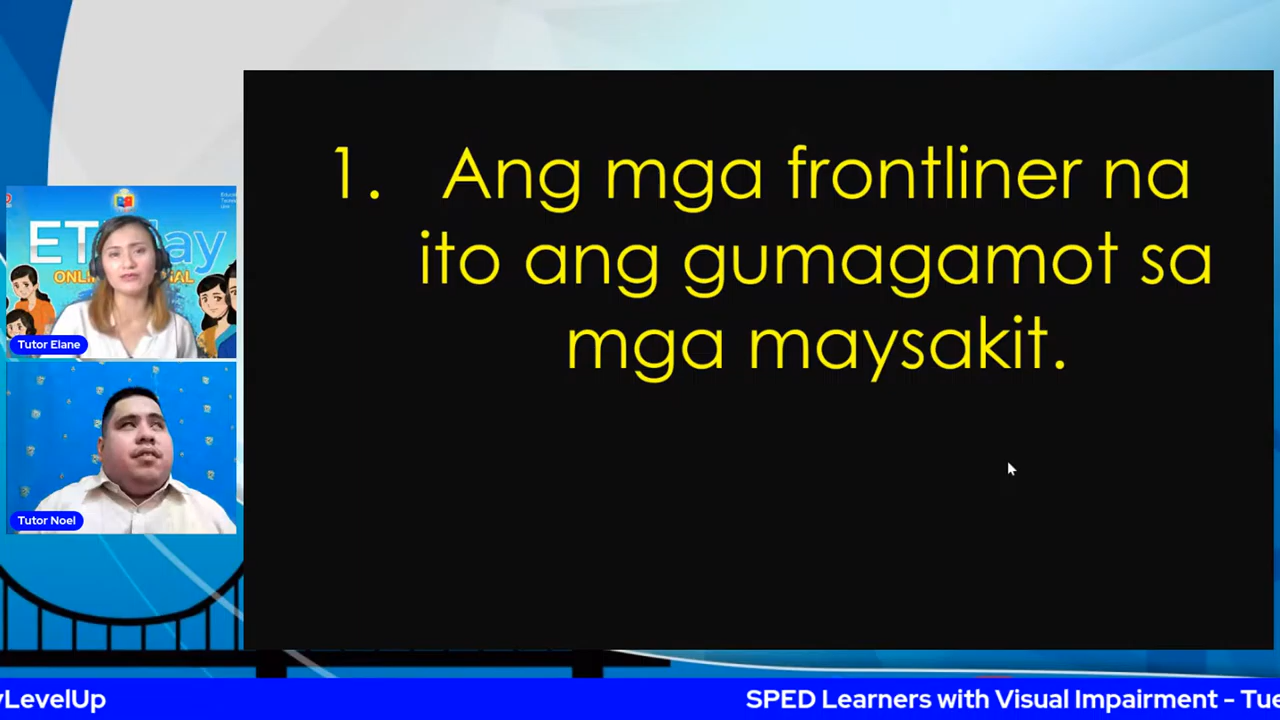 1. Ang mga frontliner na
ito ang gumagamot sa
mga maysakit.
Tutor Elane
Tutor Noel
yLevelUp
SPED Learners with Visual Impairment - Tue